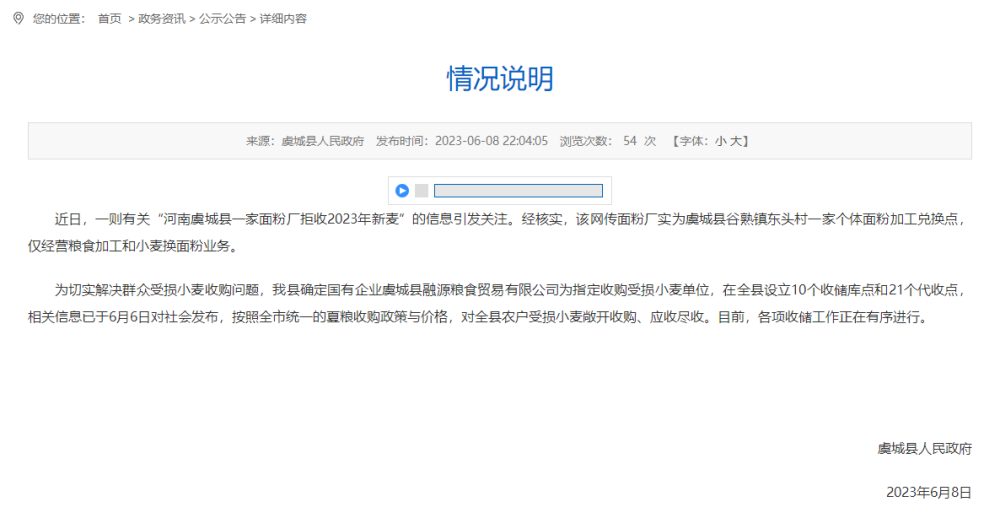 您的位置： 首页 > 政务资讯 > 公示公告 > 详细内容
情况说明
来源：虞城县人民政府 发布时间：2023-06-08 22:04:05 浏览次数： 54 次 【字体：小 大】
近日，一则有关“河南虞城县一家面粉厂拒收2023年新麦”的信息引发关注。经核实，该网传面粉厂实为虞城县谷熟镇东头村一家个体面粉加工兑换点，
仅经营粮食加工和小麦换面粉业务。
为切实解决群众受损小麦收购问题，我县确定国有企业虞城县融源粮食贸易有限公司为指定收购受损小麦单位，在全县设立10个收储库点和21个代收点，
相关信息已于6月6日对社会发布，按照全市统一的夏粮收购政策与价格，对全县农户受损小麦敞开收购、应收尽收。目前，各项收储工作正在有序进行。
虞城县人民政府
2023年6月8日